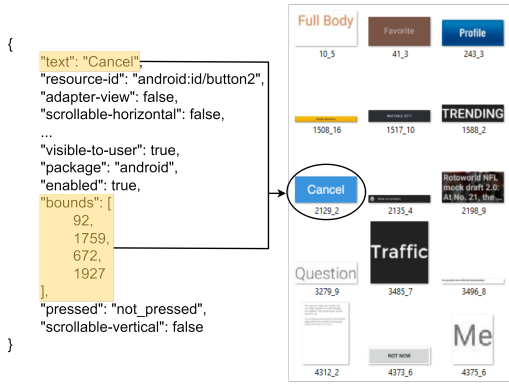 {
"text": "Cancel",
"resource-id": "android:id/button2",
"adapter-view": false,
"scrollable-horizontal": false,
...
"visible-to-user": true,
"package": "android",
"enabled": true,
"bounds": [
92,
1759,
672,
1927
],
"pressed": "not_pressed",
"scrollable-vertical": false
}
Full Body
Favorite
Profile
10_5
41_3
243_3
TRENDING
1508_16
1517_10
1588_2
Cancel
Rotoworld NFL
mock draft 2.0:
At No. 21, the ...
2129_2
2135_4
2198_9
Question
Traffic
3279_9
3485_7
3496_8
NOT NOW
Me
4312_2
4373_6
4375_6